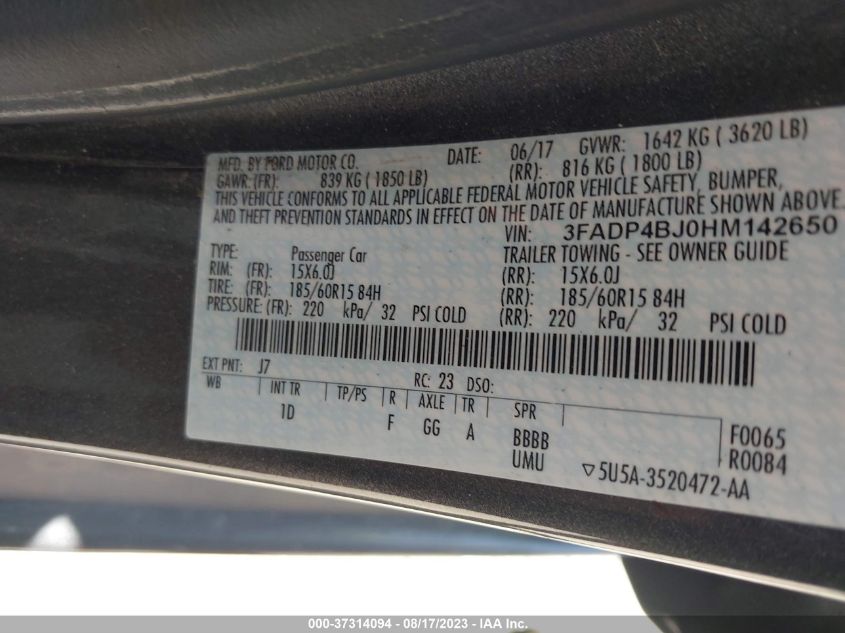 MFD. BY FORD MOTOR CO. DATE: 06/17 GVWR: 1642 KG ( 3620 LB)
GAWR: (FR): 839 KG ( 1850 LB) (RR): 816 KG ( 1800 LB)
THIS VEHICLE CONFORMS TO ALL APPLICABLE FEDERAL MOTOR VEHICLE SAFETY, BUMPER,
AND THEFT PREVENTION STANDARDS IN EFFECT ON THE DATE OF MANUFACTURE SHOWN ABOVE.
VIN: 3FADP4BJ0HM142650
TYPE: Passenger Car TRAILER TOWING - SEE OWNER GUIDE
RIM: (FR): 15X6.0J (RR): 15X6.0J
TIRE: (FR): 185/60R15 84H (RR): 185/60R15 84H
PRESSURE: (FR): 220 kPa/ 32 PSI COLD (RR): 220 kPa/ 32 PSI COLD
EXT PNT: J7 RC: 23 DSO:
WB INT TR TP/PS R AXLE TR SPR
1D F GG A BBBB F0065
UMU R0084
▽5U5A-3520472-AA
000-37314094 - 08/17/2023 - IAA Inc.